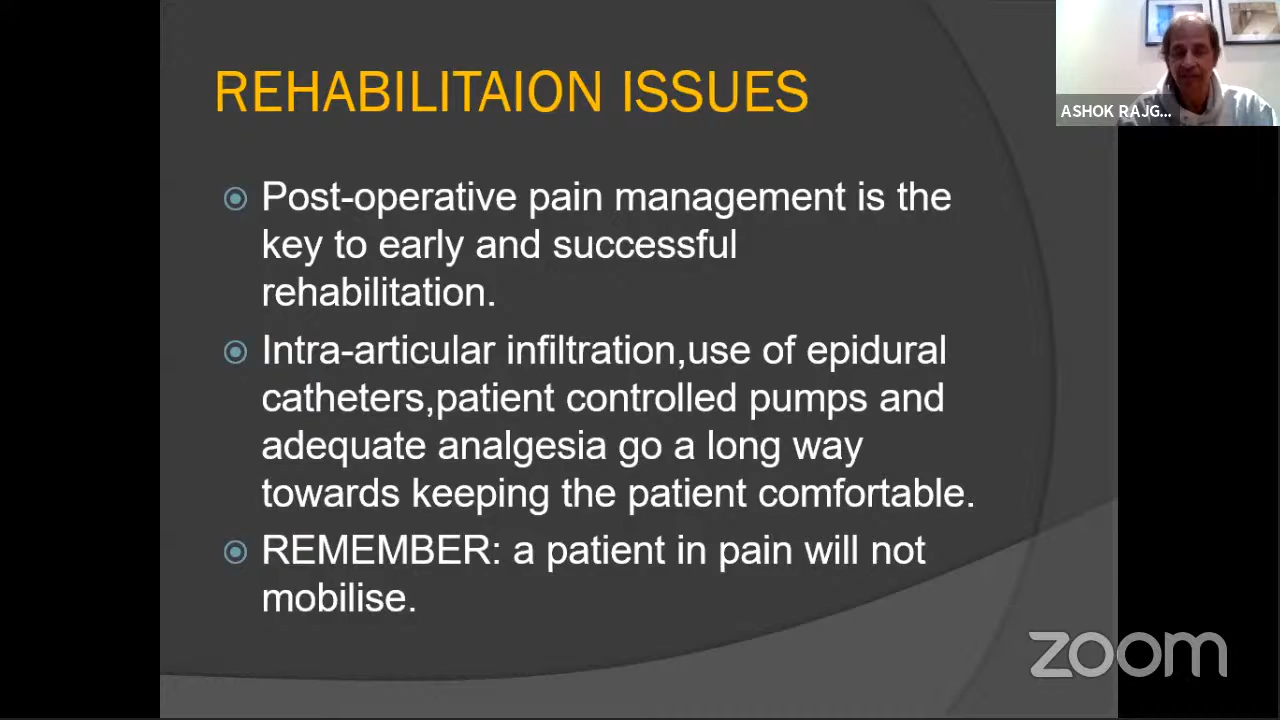 REHABILITAION ISSUES
Post-operative pain management is the
key to early and successful
rehabilitation.
Intra-articular infiltration,use of epidural
catheters,patient controlled pumps and
adequate analgesia go a long way
towards keeping the patient comfortable.
REMEMBER: a patient in pain will not
mobilise.
ASHOK RAJG...
zoom